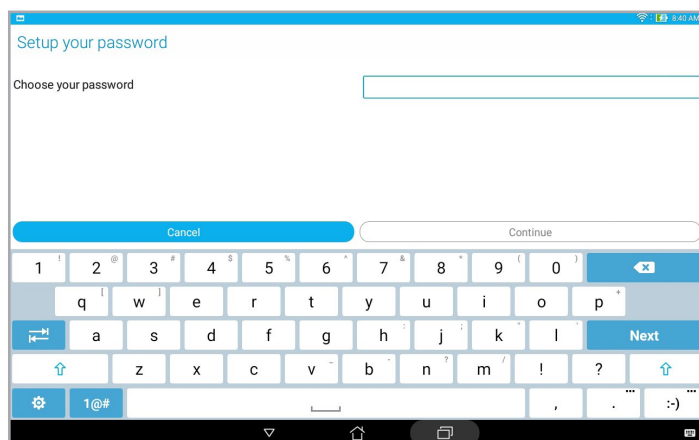 8:40 AM
Setup your password
Choose your password
Cancel
Continue
1 ! 2 @ 3 # 4 $ 5 % 6 ^ 7 & 8 * 9 ( 0 )
q [ w ] e r t y u i o p +
a s d f g h : j ; k " l ' Next
z x c v _ b - n ? m / ! ?
1@# , . ... :-) ...